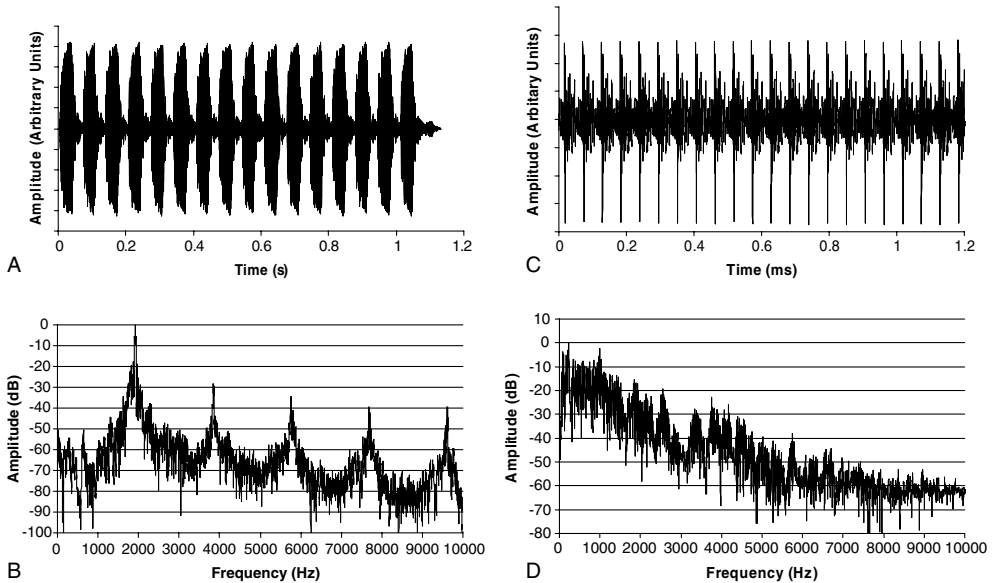 Amplitude (Arbitrary Units)
0 0.2 0.4 0.6 0.8 1 1.2
Time (s)
A
Amplitude (Arbitary Units)
0 0.2 0.4 0.6 0.8 1 1.2
Time (ms)
C
Amplitude (dB)
0
-10
-20
-30
-40
-50
-60
-70
-80
-90
-100
0 1000 2000 3000 4000 5000 6000 7000 8000 9000 10000
Frequency (Hz)
B
Amplitude (dB)
10
0
-10
-20
-30
-40
-50
-60
-70
-80
0 1000 2000 3000 4000 5000 6000 7000 8000 9000 10000
Frequency (Hz)
D